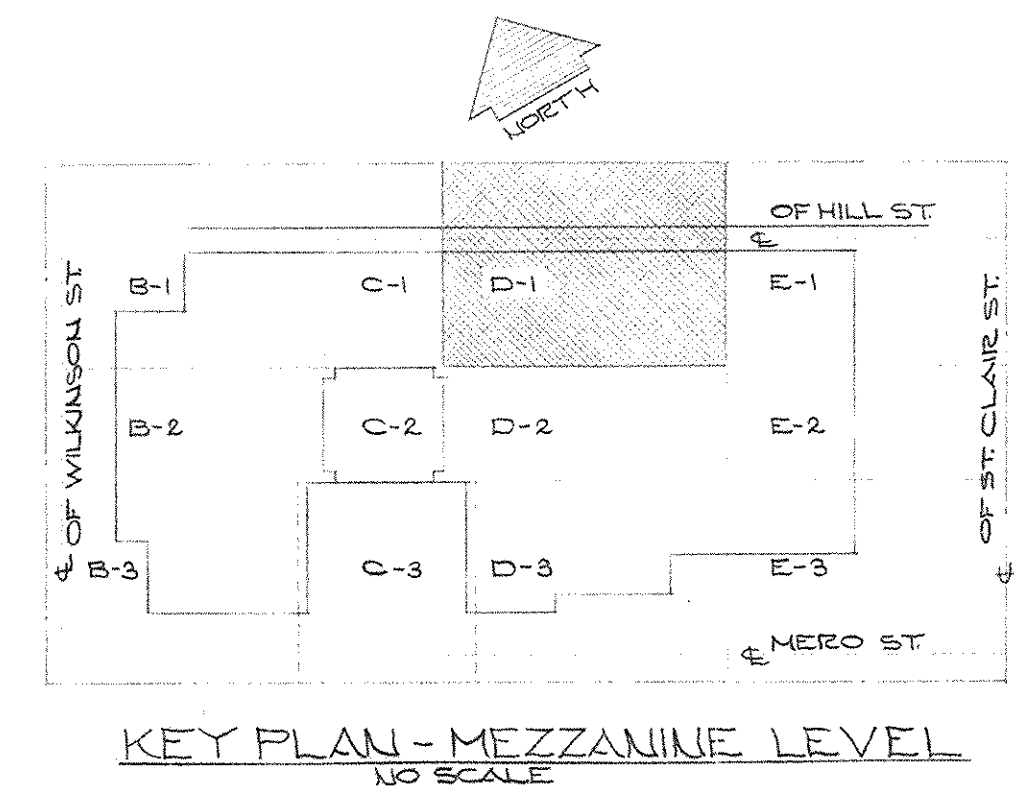 NORTH
OF HILL ST.
℄
B-1
C-1
D-1
E-1
℄ OF WILKINSON ST.
℄ OF ST. CLAIR ST.
B-2
C-2
D-2
E-2
B-3
C-3
D-3
E-3
℄ MERO ST.
KEY PLAN - MEZZANINE LEVEL
NO SCALE